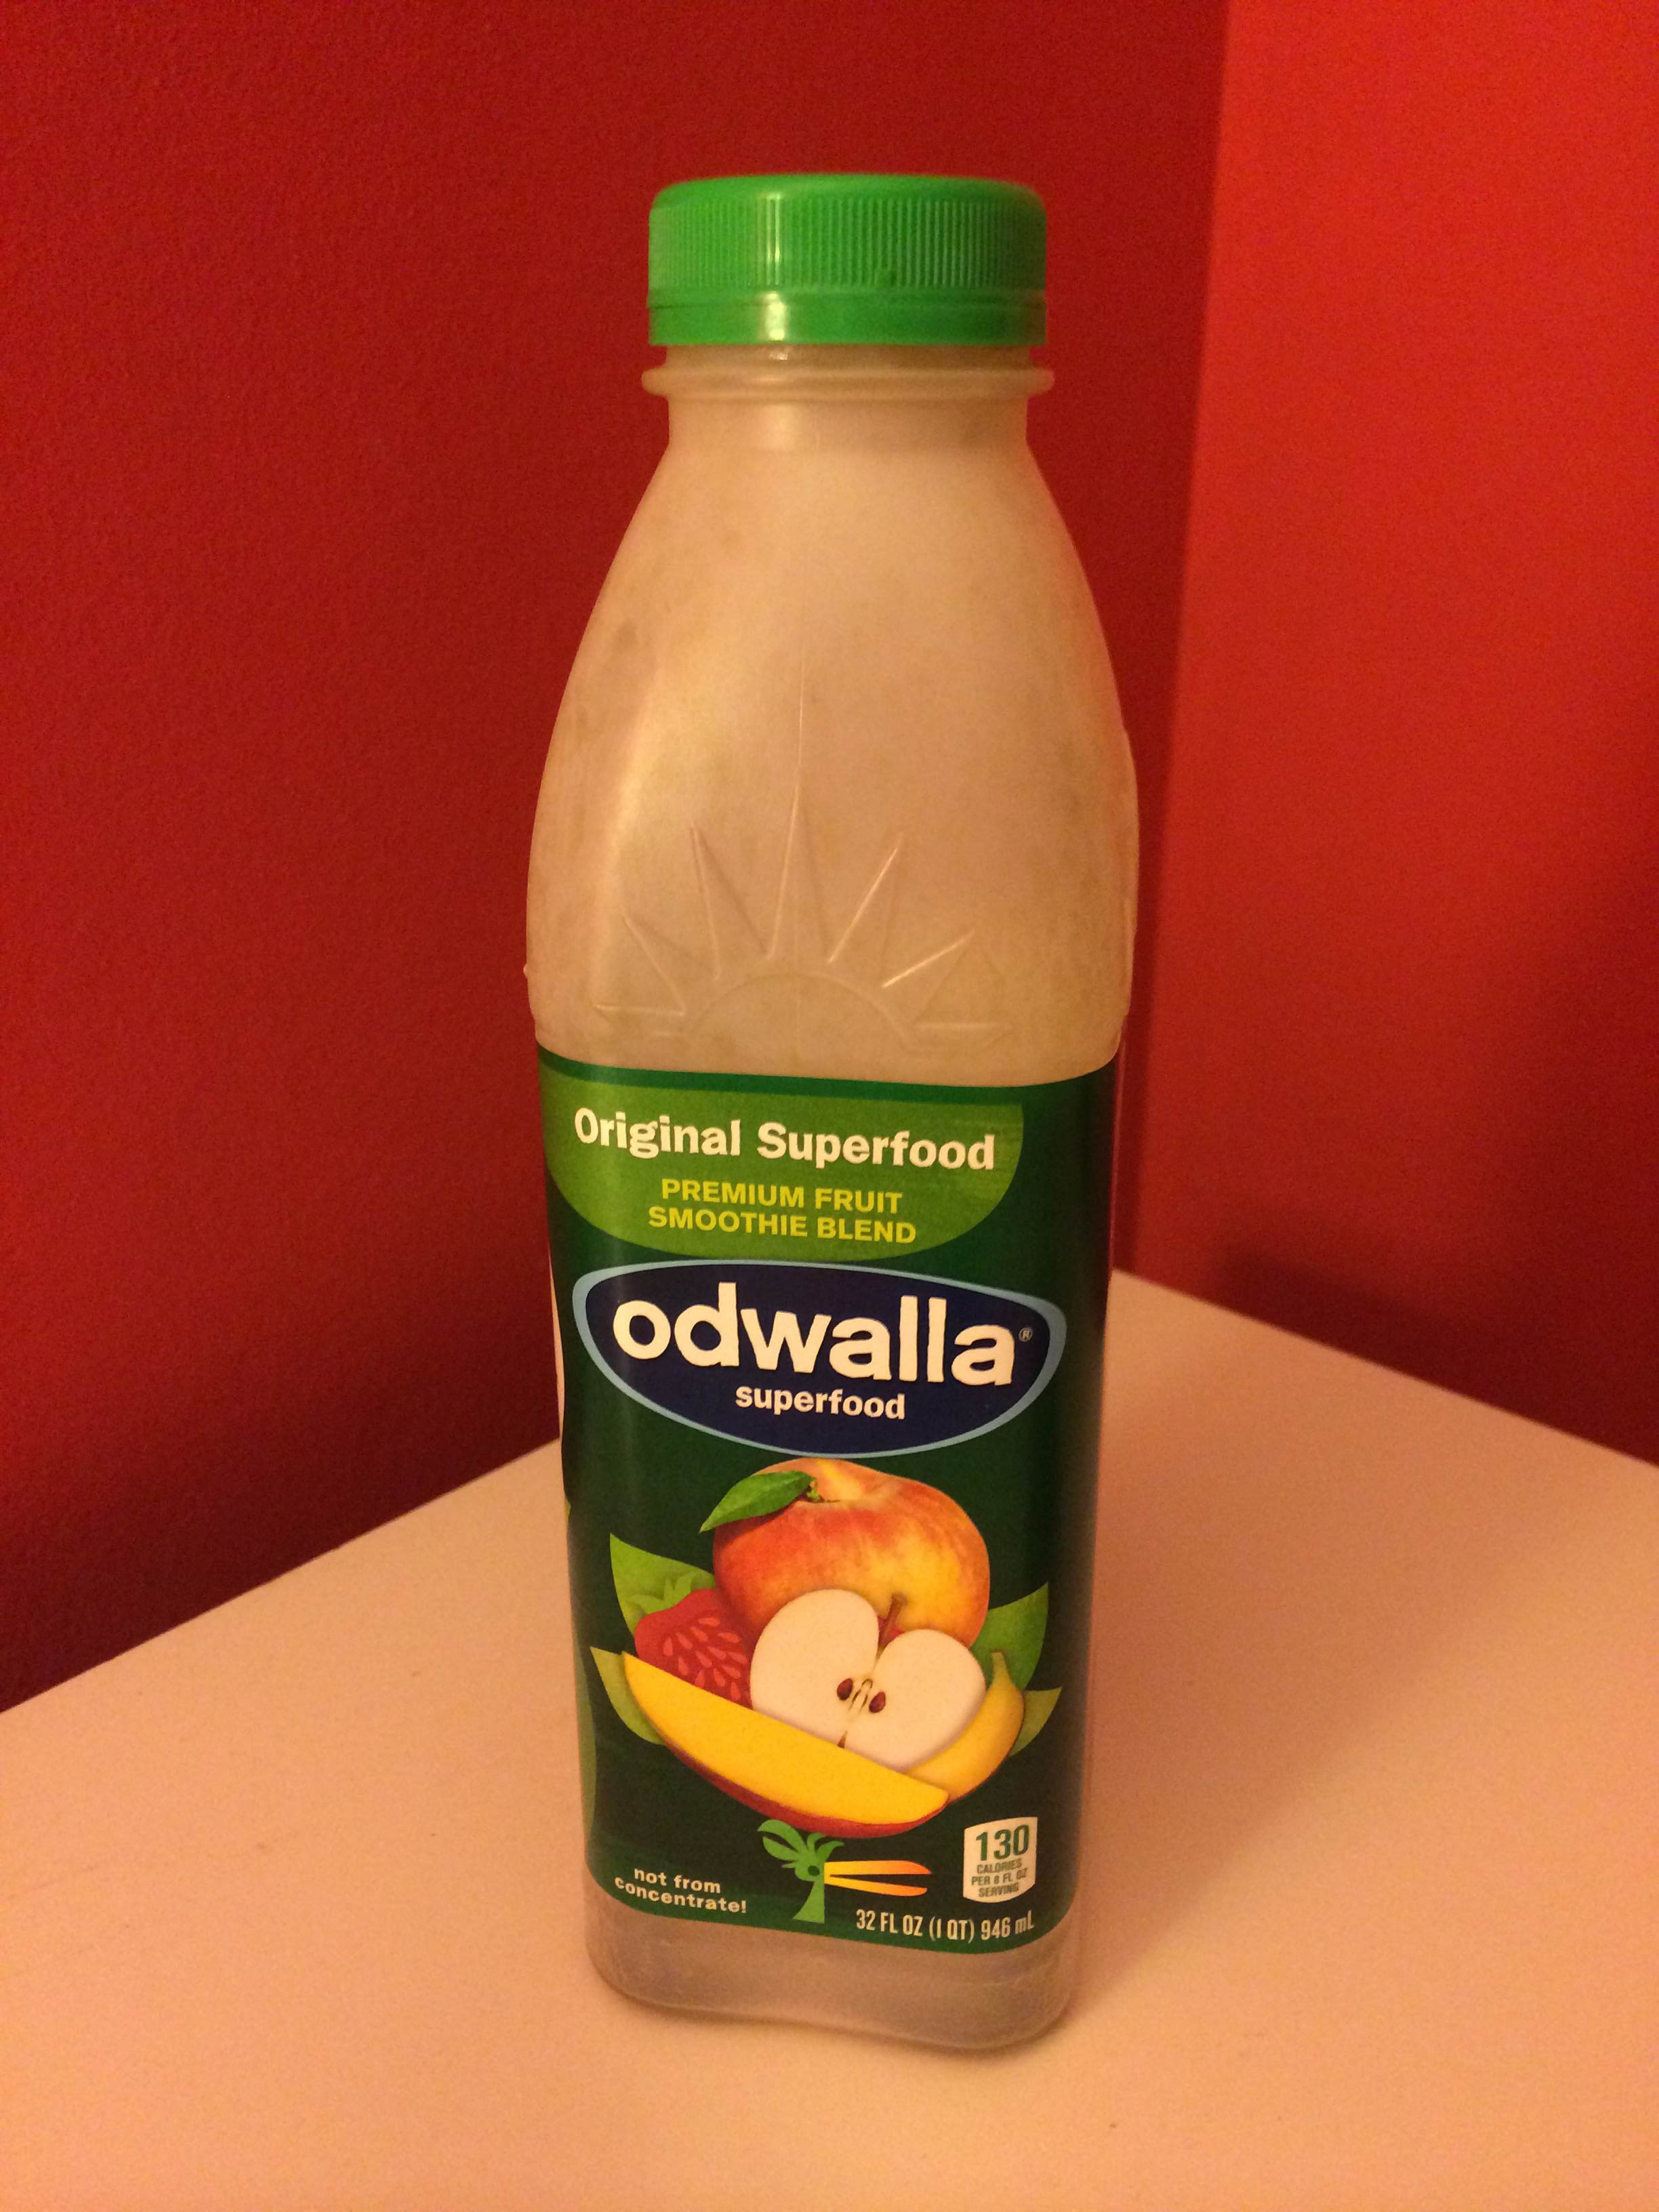 Original Superfood
PREMIUM FRUIT
SMOOTHIE BLEND
odwalla®
superfood
130
CALORIES
PER 8 FL OZ
SERVING
not from
concentrate!
32 FL OZ (1 QT) 946 mL